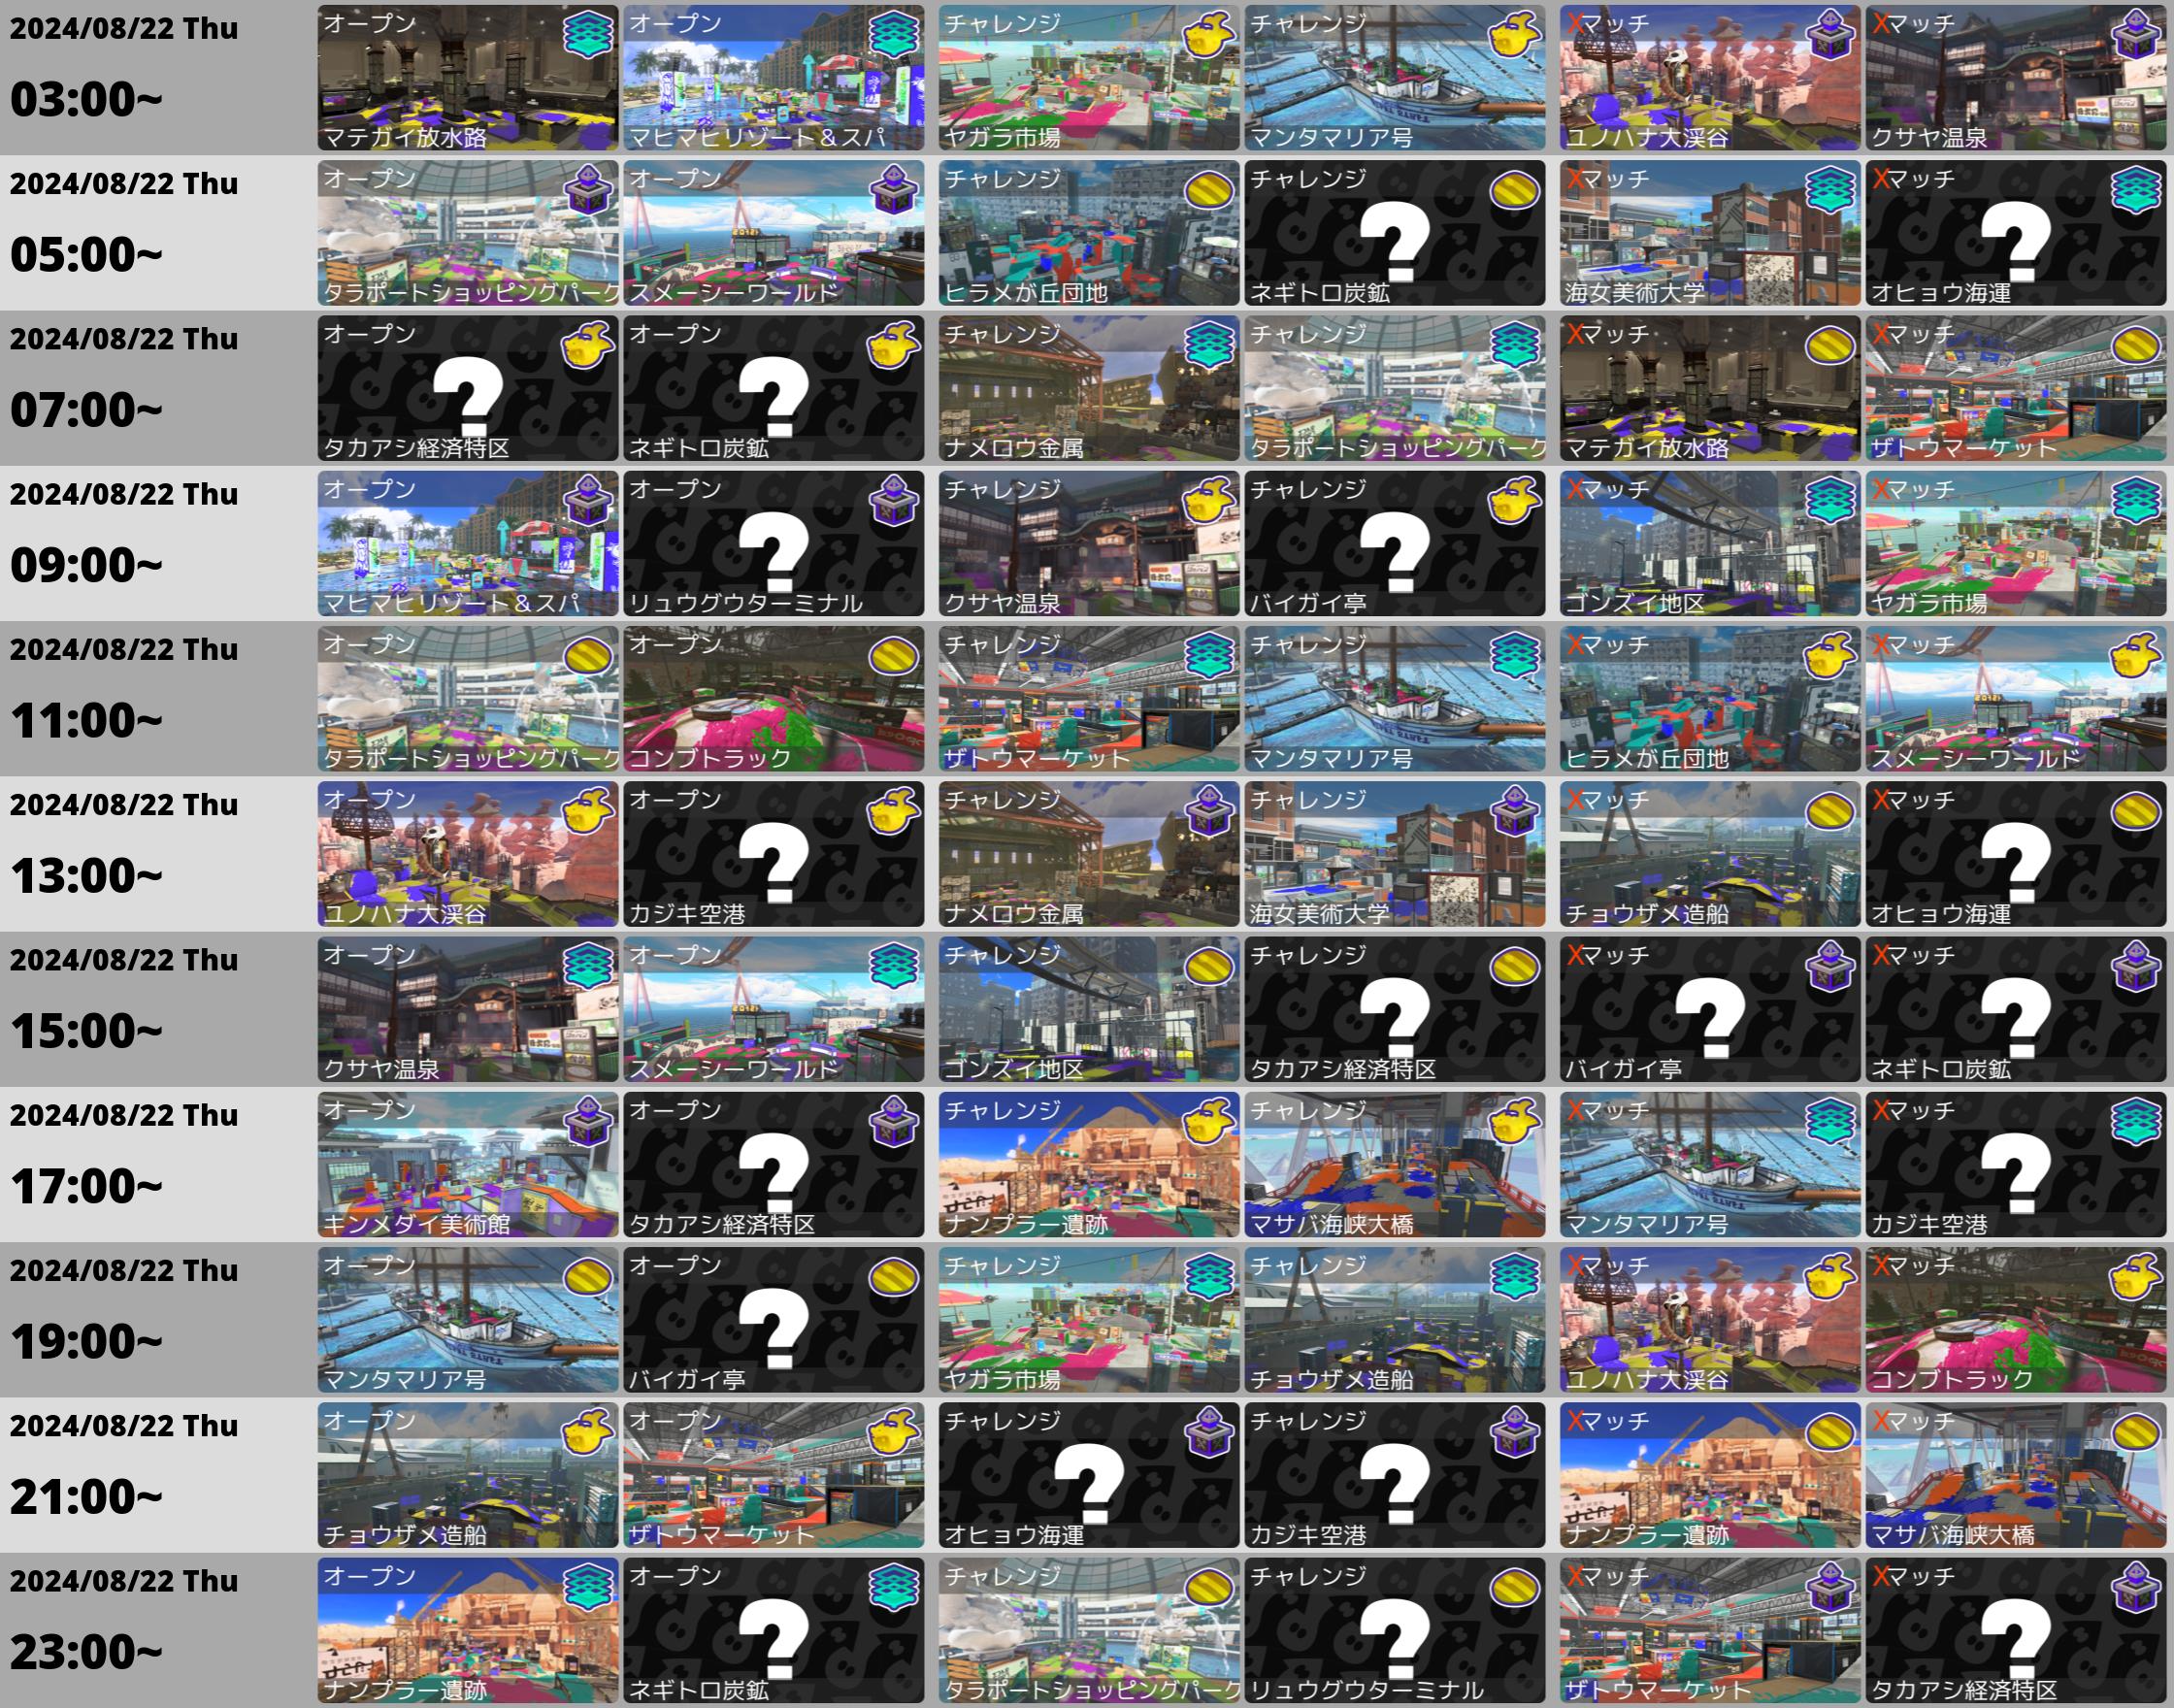 2024/08/22 Thu
03:00~
オープン
マテガイ放水路
オープン
マヒマヒリゾート＆スパ
チャレンジ
ヤガラ市場
チャレンジ
マンタマリア号
Xマッチ
ユノハナ大渓谷
Xマッチ
クサヤ温泉
2024/08/22 Thu
05:00~
オープン
タラポートショッピングパーク
オープン
スメーシーワールド
チャレンジ
ヒラメが丘団地
チャレンジ
?
ネギトロ炭鉱
Xマッチ
海女美術大学
Xマッチ
?
オヒョウ海運
2024/08/22 Thu
07:00~
オープン
?
タカアシ経済特区
オープン
?
ネギトロ炭鉱
チャレンジ
ナメロウ金属
チャレンジ
タラポートショッピングパーク
Xマッチ
マテガイ放水路
Xマッチ
ザトウマーケット
2024/08/22 Thu
09:00~
オープン
マヒマヒリゾート＆スパ
オープン
?
リュウグウターミナル
チャレンジ
クサヤ温泉
チャレンジ
?
バイガイ亭
Xマッチ
ゴンズイ地区
Xマッチ
ヤガラ市場
2024/08/22 Thu
11:00~
オープン
タラポートショッピングパーク
オープン
コンブトラック
チャレンジ
ザトウマーケット
チャレンジ
マンタマリア号
Xマッチ
ヒラメが丘団地
Xマッチ
スメーシーワールド
2024/08/22 Thu
13:00~
オープン
ユノハナ大渓谷
オープン
?
カジキ空港
チャレンジ
ナメロウ金属
チャレンジ
海女美術大学
Xマッチ
チョウザメ造船
Xマッチ
?
オヒョウ海運
2024/08/22 Thu
15:00~
オープン
クサヤ温泉
オープン
スメーシーワールド
チャレンジ
ゴンズイ地区
チャレンジ
?
タカアシ経済特区
Xマッチ
?
バイガイ亭
Xマッチ
?
ネギトロ炭鉱
2024/08/22 Thu
17:00~
オープン
キンメダイ美術館
オープン
?
タカアシ経済特区
チャレンジ
ナンプラー遺跡
チャレンジ
マサバ海峡大橋
Xマッチ
マンタマリア号
Xマッチ
?
カジキ空港
2024/08/22 Thu
19:00~
オープン
マンタマリア号
オープン
?
バイガイ亭
チャレンジ
ヤガラ市場
チャレンジ
チョウザメ造船
Xマッチ
ユノハナ大渓谷
Xマッチ
コンブトラック
2024/08/22 Thu
21:00~
オープン
チョウザメ造船
オープン
ザトウマーケット
チャレンジ
?
オヒョウ海運
チャレンジ
?
カジキ空港
Xマッチ
ナンプラー遺跡
Xマッチ
マサバ海峡大橋
2024/08/22 Thu
23:00~
オープン
ナンプラー遺跡
オープン
?
ネギトロ炭鉱
チャレンジ
タラポートショッピングパーク
チャレンジ
?
リュウグウターミナル
Xマッチ
ザトウマーケット
Xマッチ
?
タカアシ経済特区